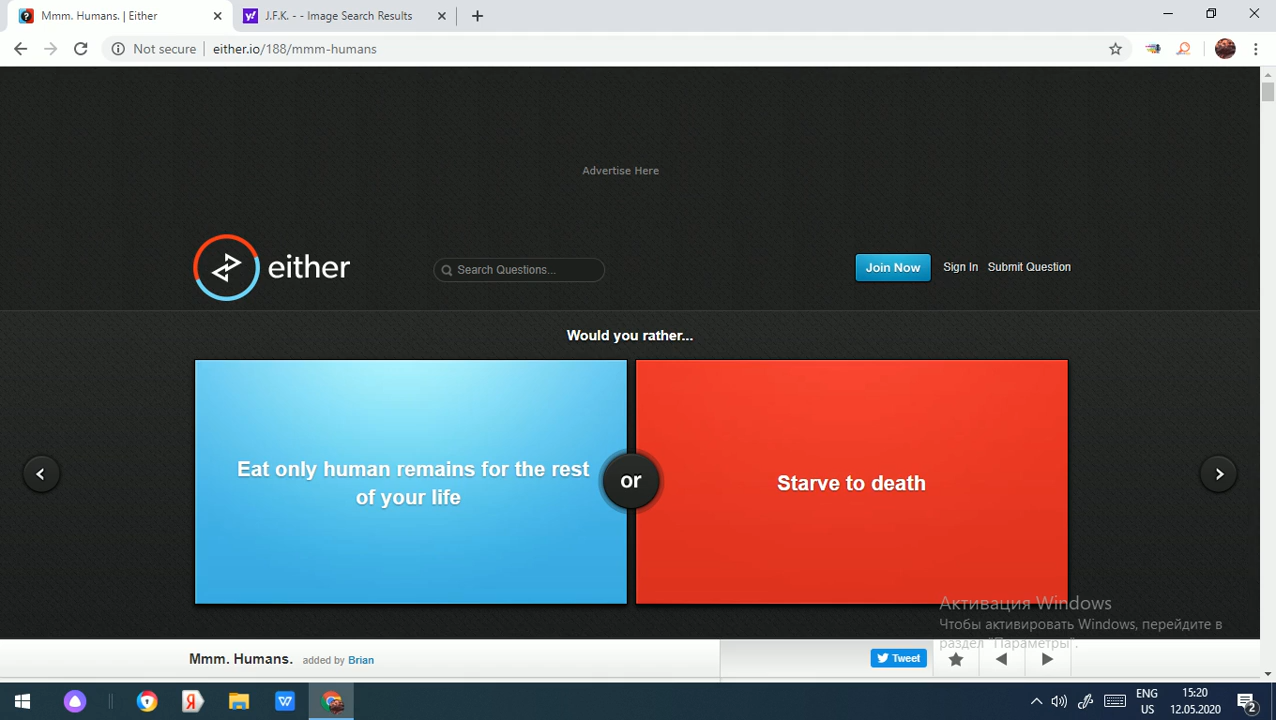 Mmm. Humans. | Either
J.F.K. - - Image Search Results
Not secure
either.io/188/mmm-humans
Advertise Here
either
Search Questions...
Join Now
Sign In
Submit Question
Would you rather...
Eat only human remains for the rest
of your life
or
Starve to death
Активация Windows
Чтобы активировать Windows, перейдите в
раздел "Параметры".
Mmm. Humans. added by Brian
Tweet
ENG
US
15:20
12.05.2020
2